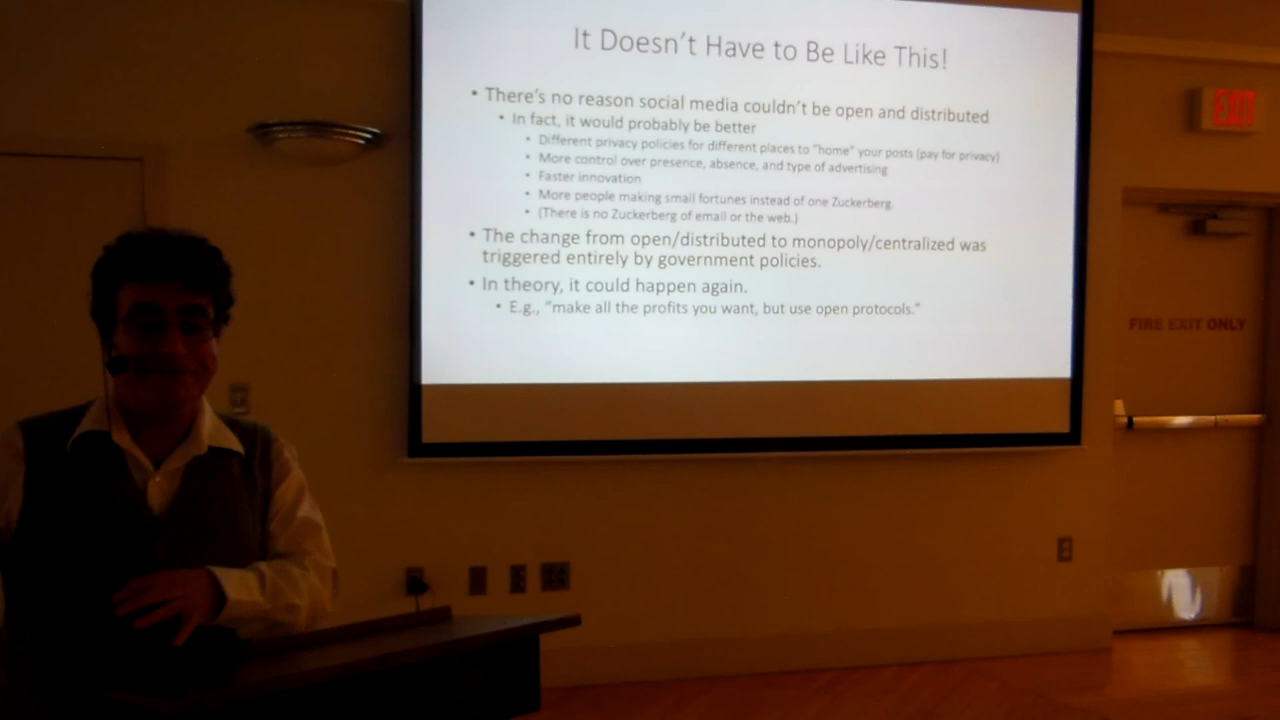 It Doesn't Have to Be Like This!
• There's no reason social media couldn't be open and distributed
• In fact, it would probably be better
• Different privacy policies for different places to "home" your posts (pay for privacy)
• More control over presence, absence, and type of advertising
• Faster innovation
• More people making small fortunes instead of one Zuckerberg.
• (There is no Zuckerberg of email or the web.)
• The change from open/distributed to monopoly/centralized was
triggered entirely by government policies.
• In theory, it could happen again.
• E.g., "make all the profits you want, but use open protocols."
EXIT
FIRE EXIT ONLY